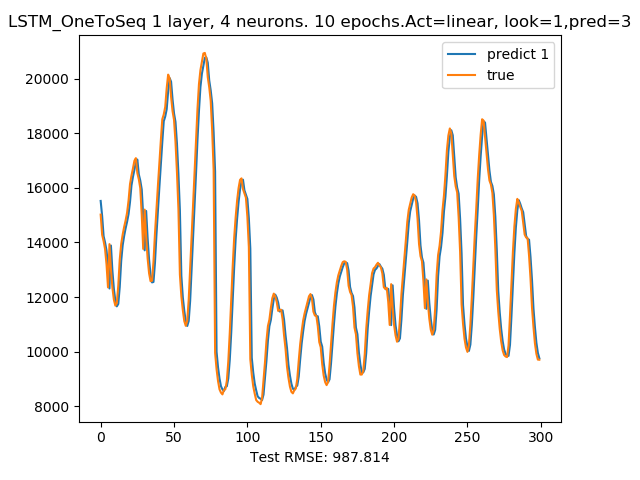 LSTM_OneToSeq 1 layer, 4 neurons. 10 epochs.Act=linear, look=1,pred=3
predict 1
true
20000
18000
16000
14000
12000
10000
8000
0 50 100 150 200 250 300
Test RMSE: 987.814